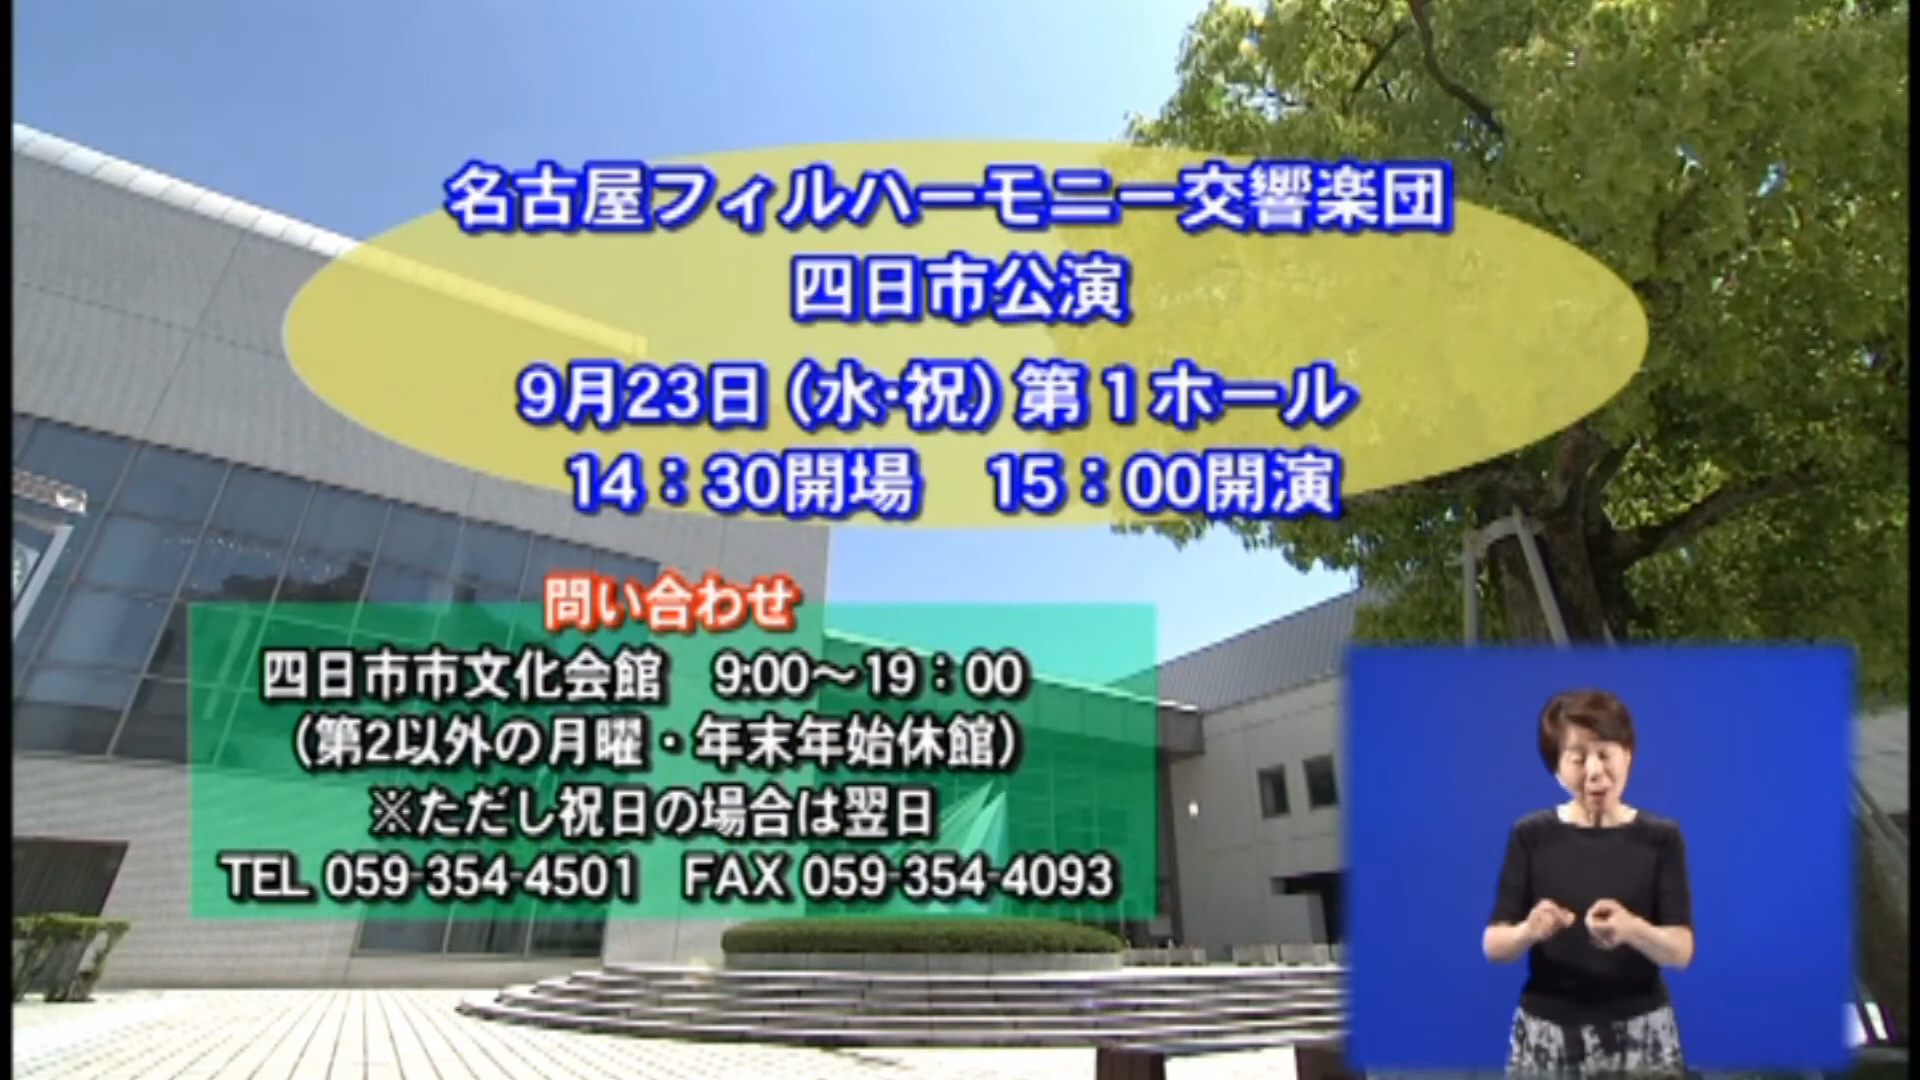 名古屋フィルハーモニー交響楽団
四日市公演
9月23日（水・祝）第１ホール
14：30開場　15：00開演
問い合わせ
四日市市文化会館　9:00～19：00
（第2以外の月曜・年末年始休館）
※ただし祝日の場合は翌日
TEL 059-354-4501　FAX 059-354-4093